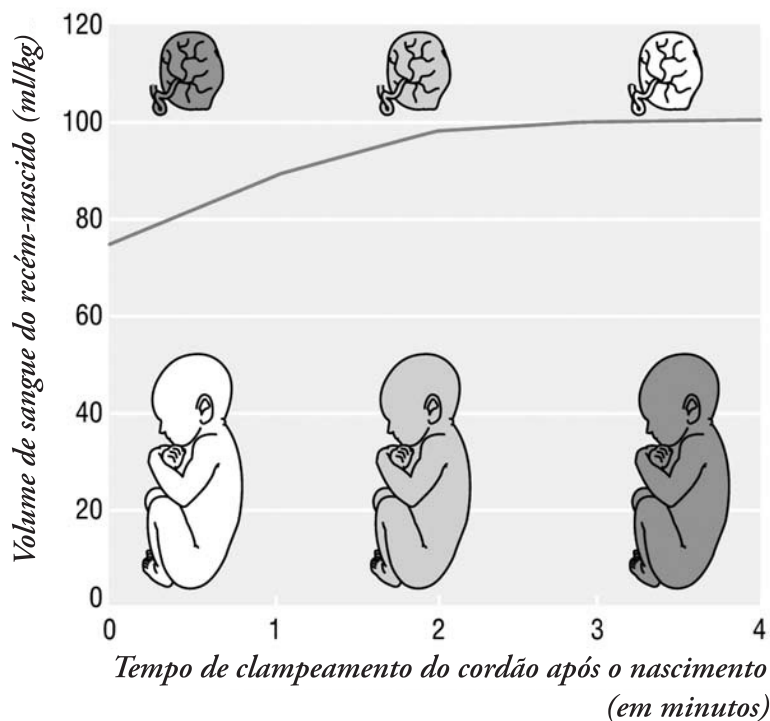 Volume de sangue do recém-nascido (ml/kg)
120
100
80
60
40
20
0
0 1 2 3 4
Tempo de clampeamento do cordão após o nascimento
(em minutos)